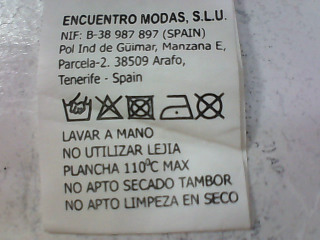 ENCUENTRO MODAS, S.L.U.
NIF: B-38 987 897 (SPAIN)
Pol Ind de Güimar, Manzana E,
Parcela-2. 38509 Arafo,
Tenerife - Spain
LAVAR A MANO
NO UTILIZAR LEJIA
PLANCHA 110ºC MAX
NO APTO SECADO TAMBOR
NO APTO LIMPEZA EN SECO